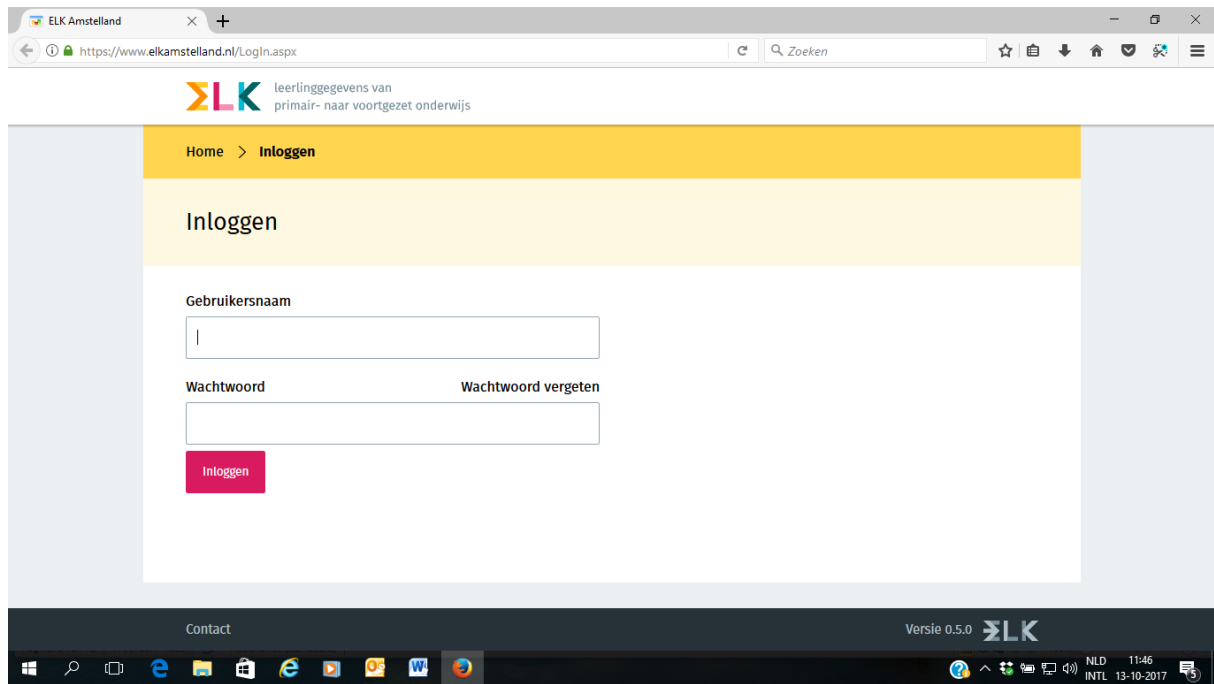 ELK Amstelland
https://www.elkamstelland.nl/LogIn.aspx
Zoeken
ELK
leerlinggegevens van
primair- naar voortgezet onderwijs
Home > Inloggen
Inloggen
Gebruikersnaam
Wachtwoord Wachtwoord vergeten
Inloggen
Contact Versie 0.5.0 ELK
NLD 11:46
INTL 13-10-2017
5